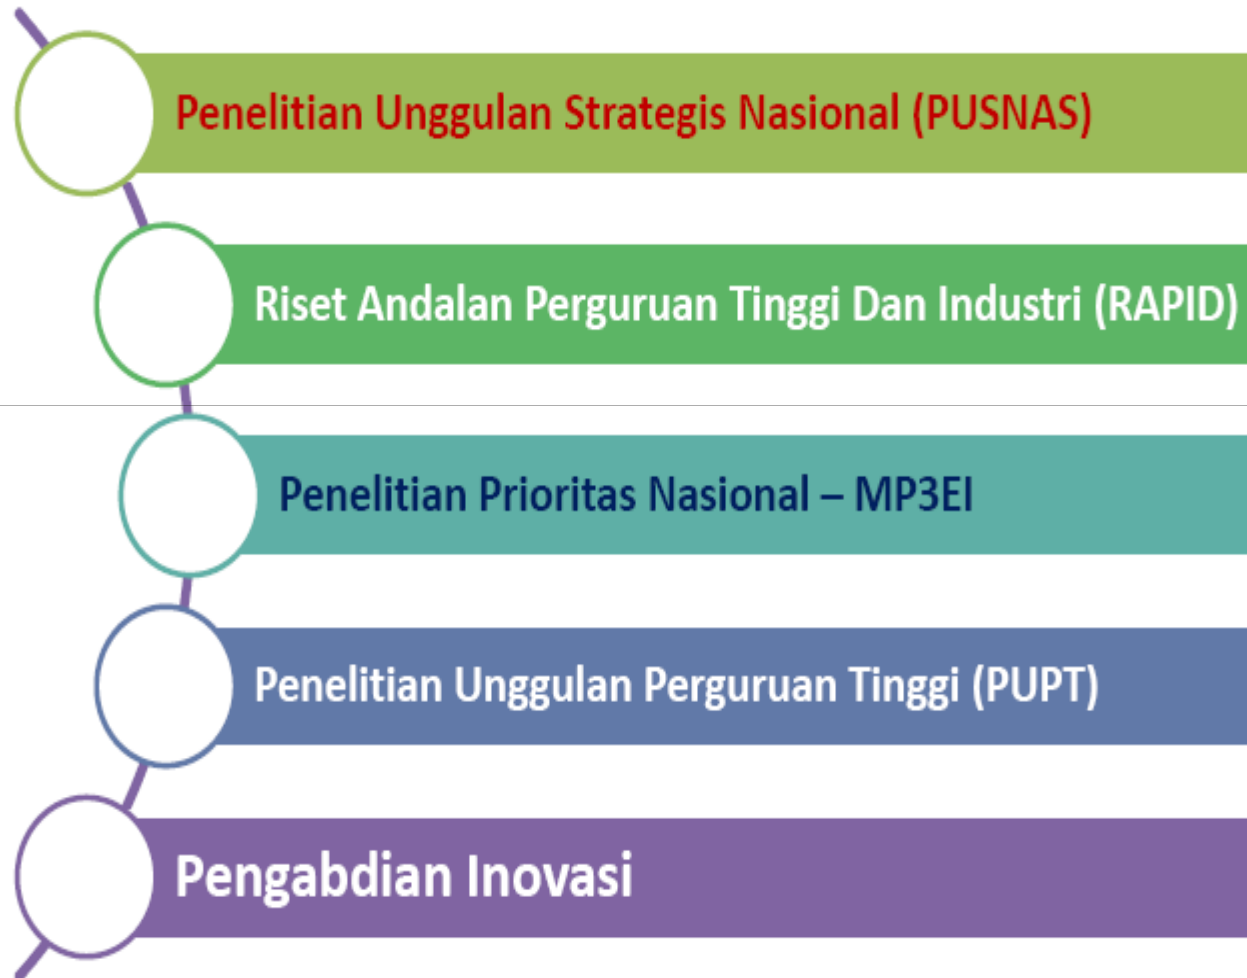 Penelitian Unggulan Strategis Nasional (PUSNAS)
Riset Andalan Perguruan Tinggi Dan Industri (RAPID)
Penelitian Prioritas Nasional – MP3EI
Penelitian Unggulan Perguruan Tinggi (PUPT)
Pengabdian Inovasi